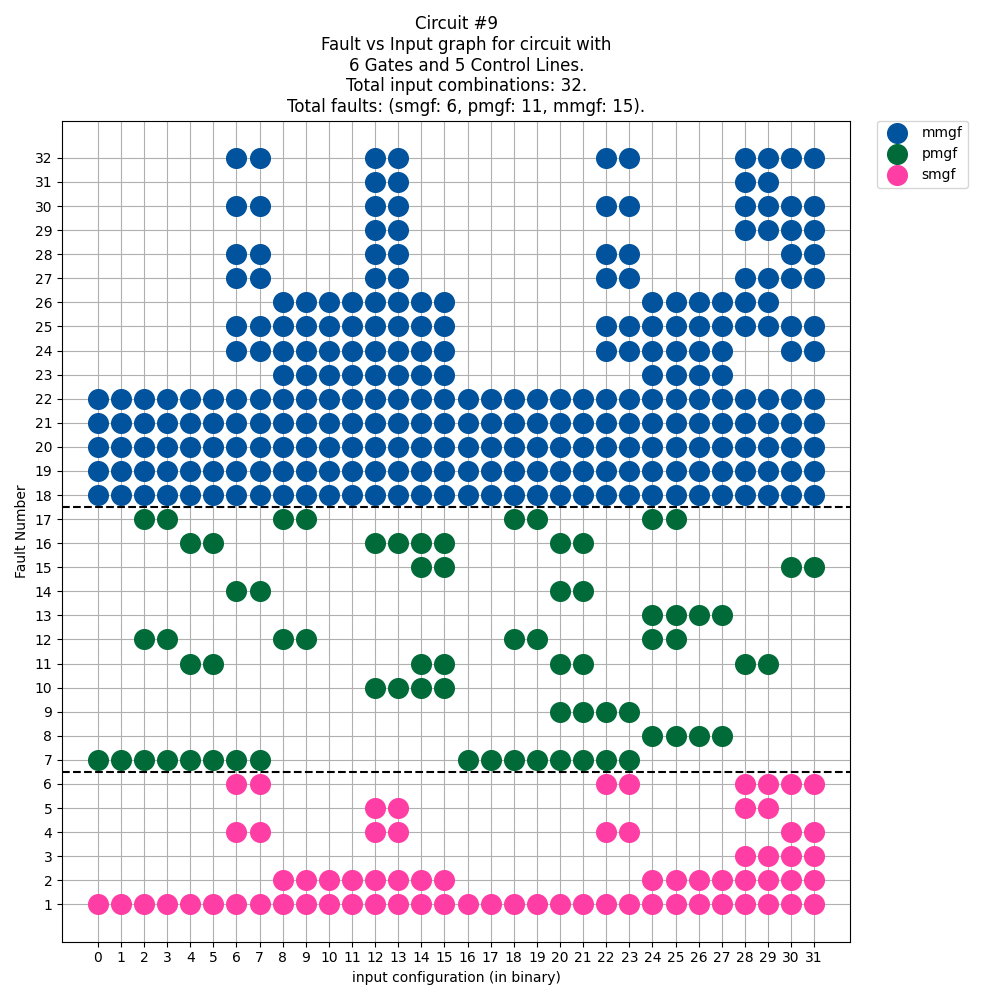 Circuit #9
Fault vs Input graph for circuit with
6 Gates and 5 Control Lines.
Total input combinations: 32.
Total faults: (smgf: 6, pmgf: 11, mmgf: 15).
mmgf
pmgf
smgf
Fault Number
32
31
30
29
28
27
26
25
24
23
22
21
20
19
18
17
16
15
14
13
12
11
10
9
8
7
6
5
4
3
2
1
0 1 2 3 4 5 6 7 8 9 10 11 12 13 14 15 16 17 18 19 20 21 22 23 24 25 26 27 28 29 30 31
input configuration (in binary)